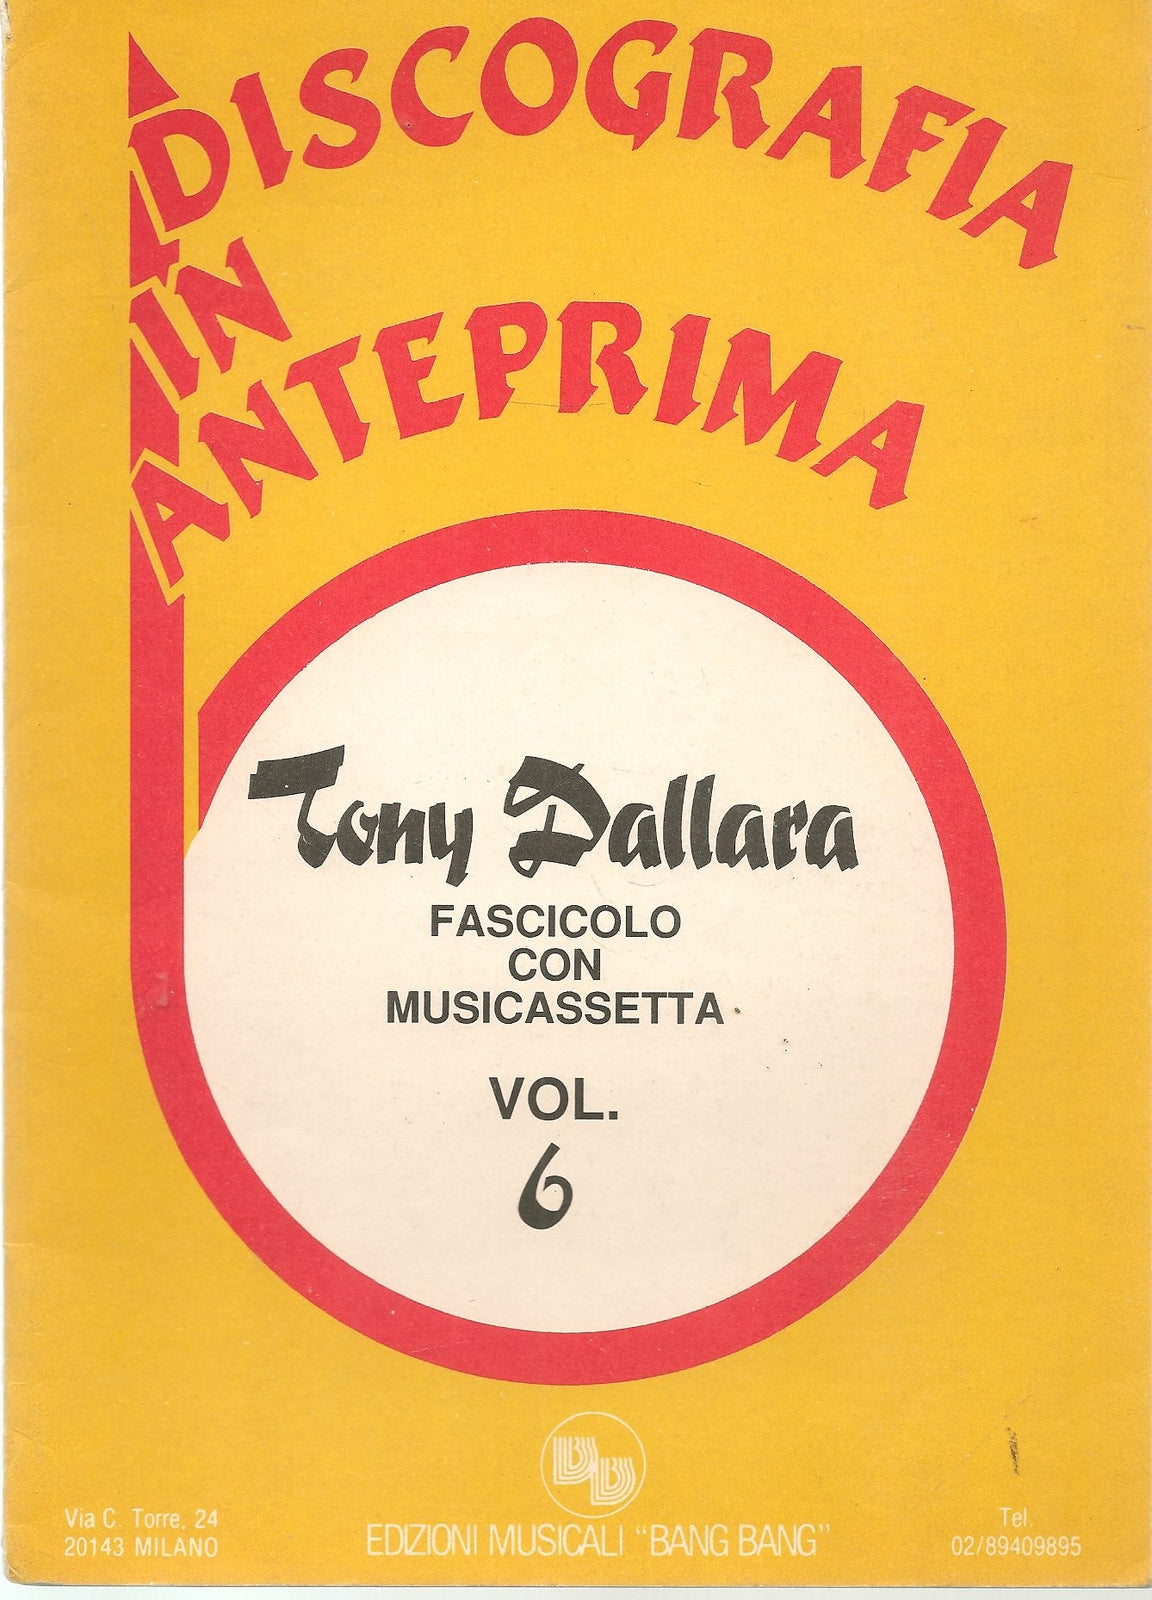 DISCOGRAFIA
IN
ANTEPRIMA
Tony Dallara
FASCICOLO
CON
MUSICASSETTA
VOL.
6
BB
Via C. Torre, 24
20143 MILANO
EDIZIONI MUSICALI "BANG BANG"
Tel.
02/89409895